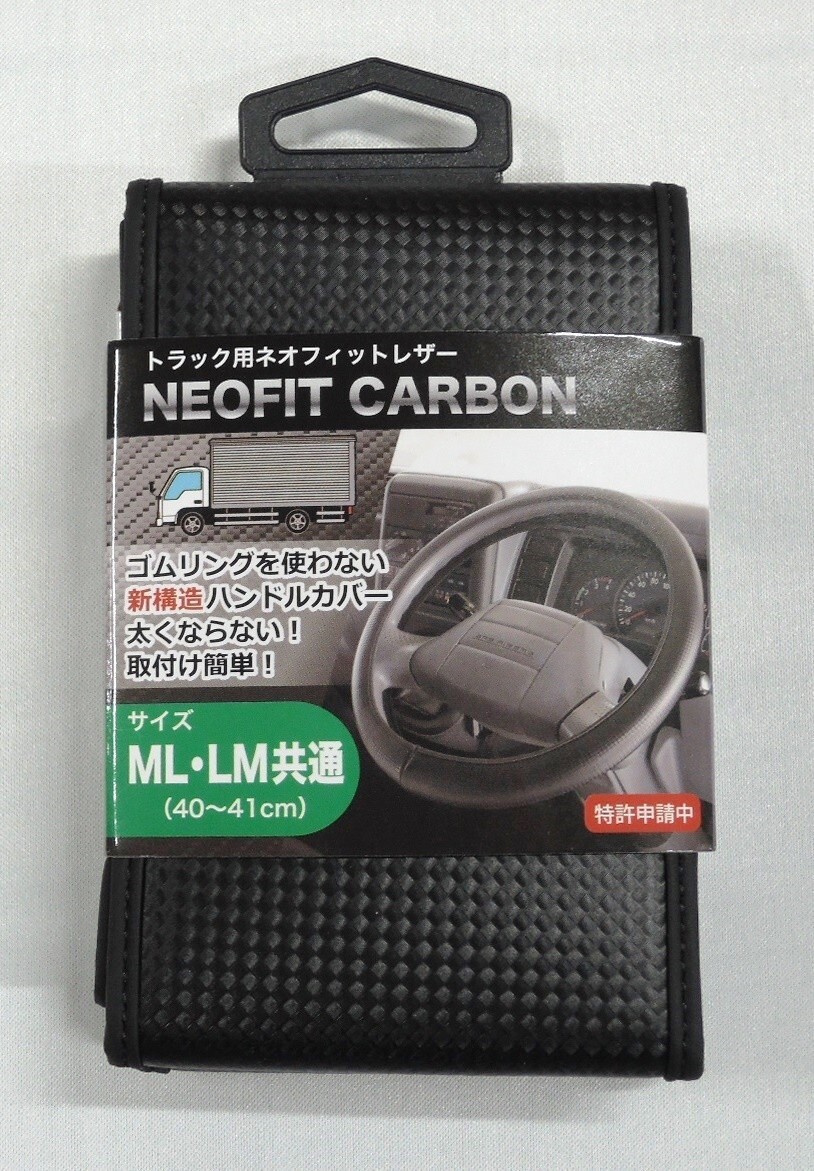 トラック用ネオフィットレザー
NEOFIT CARBON
ゴムリングを使わない
新構造ハンドルカバー
太くならない！
取付け簡単！
サイズ
ML・LM共通
（40〜41cm）
特許申請中